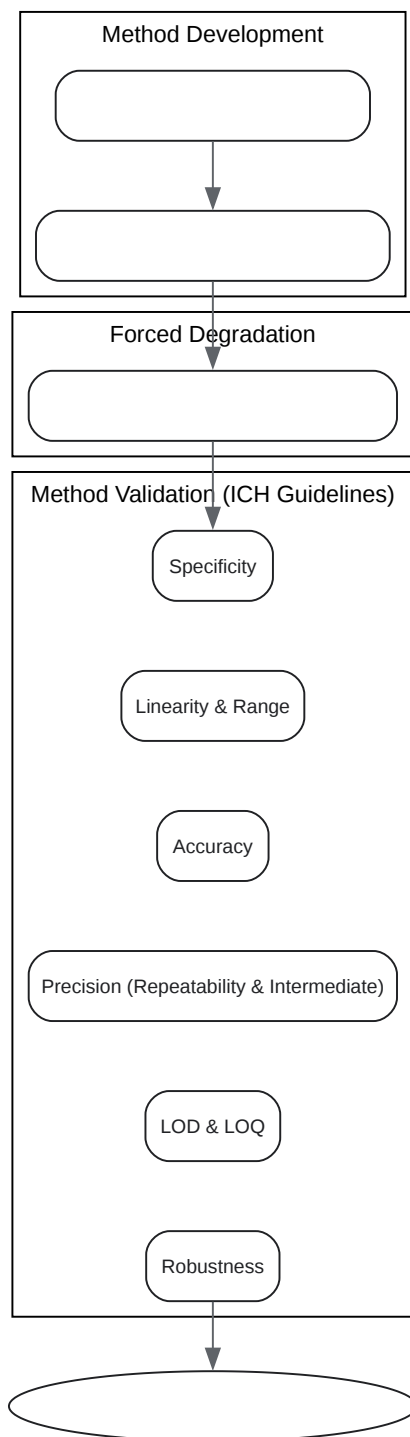 Method Development
Forced Degradation
Method Validation (ICH Guidelines)
Specificity
Linearity & Range
Accuracy
Precision (Repeatability & Intermediate)
LOD & LOQ
Robustness